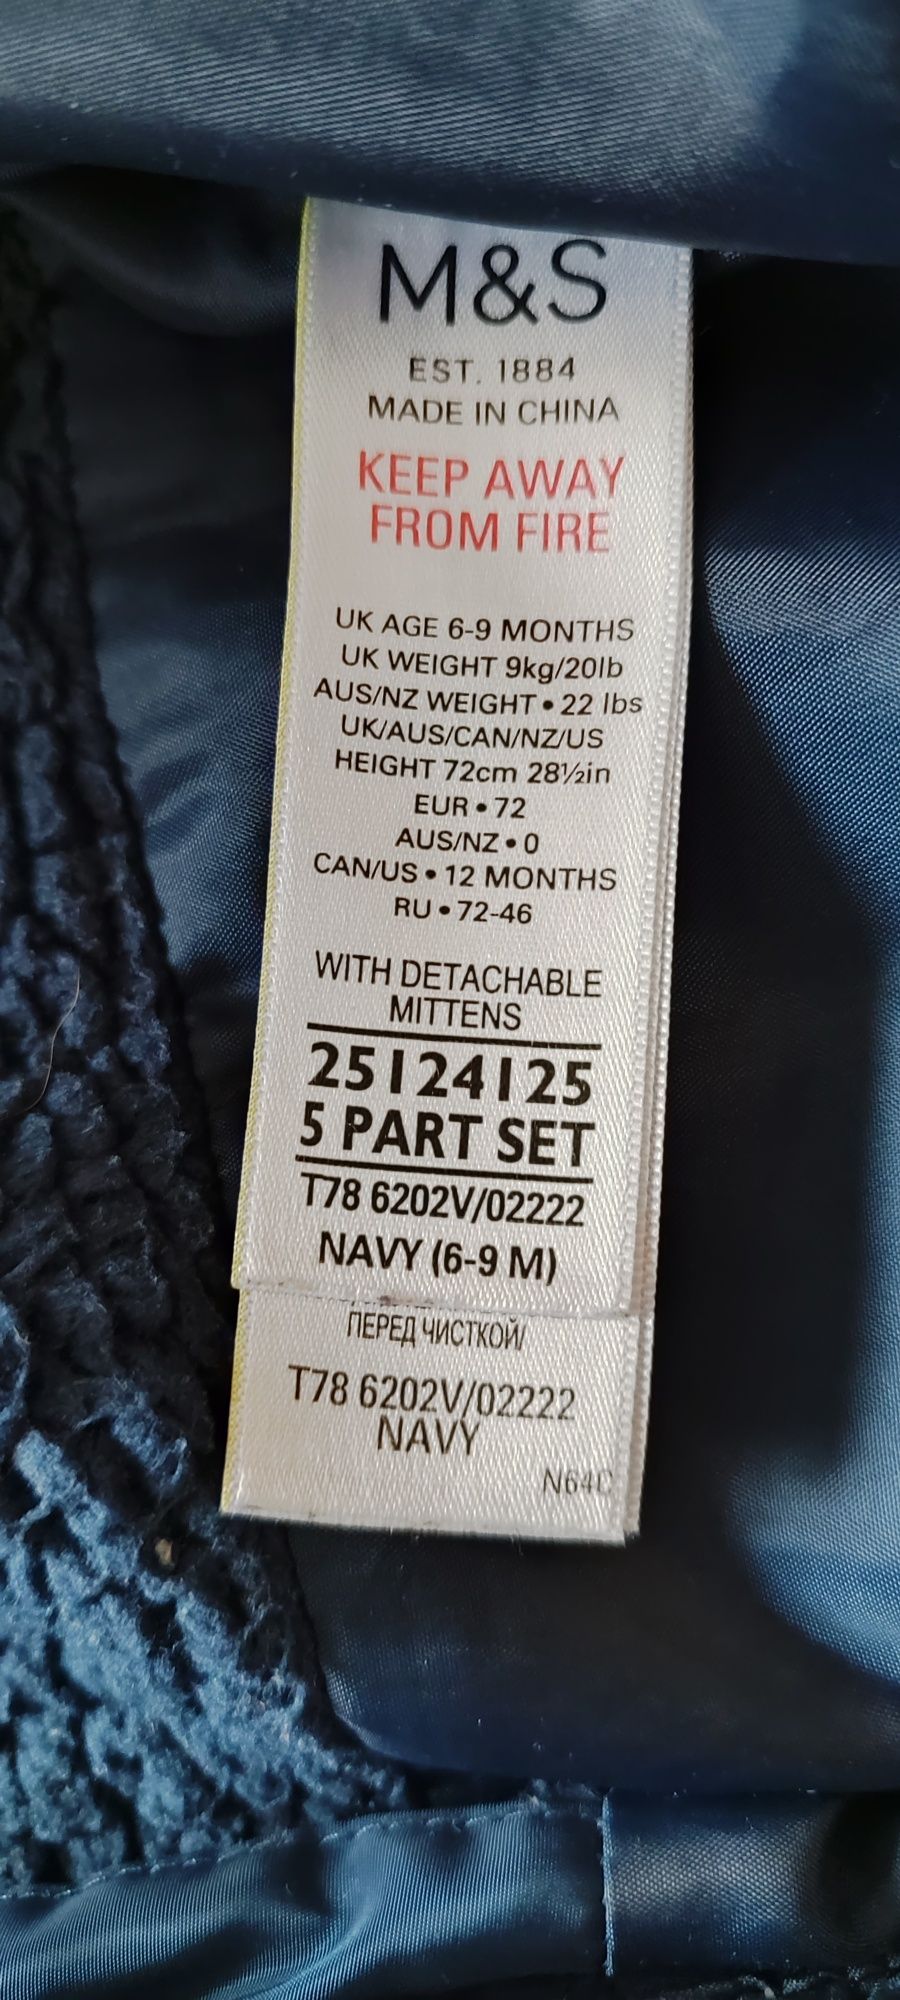 M&S
EST. 1884
MADE IN CHINA
KEEP AWAY
FROM FIRE
UK AGE 6-9 MONTHS
UK WEIGHT 9kg/20lb
AUS/NZ WEIGHT • 22 lbs
UK/AUS/CAN/NZ/US
HEIGHT 72cm 28½in
EUR • 72
AUS/NZ • 0
CAN/US • 12 MONTHS
RU • 72-46
WITH DETACHABLE
MITTENS
25124125
5 PART SET
T78 6202V/02222
NAVY (6-9 M)
ПЕРЕД ЧИСТКОЙ/
T78 6202V/02222
NAVY